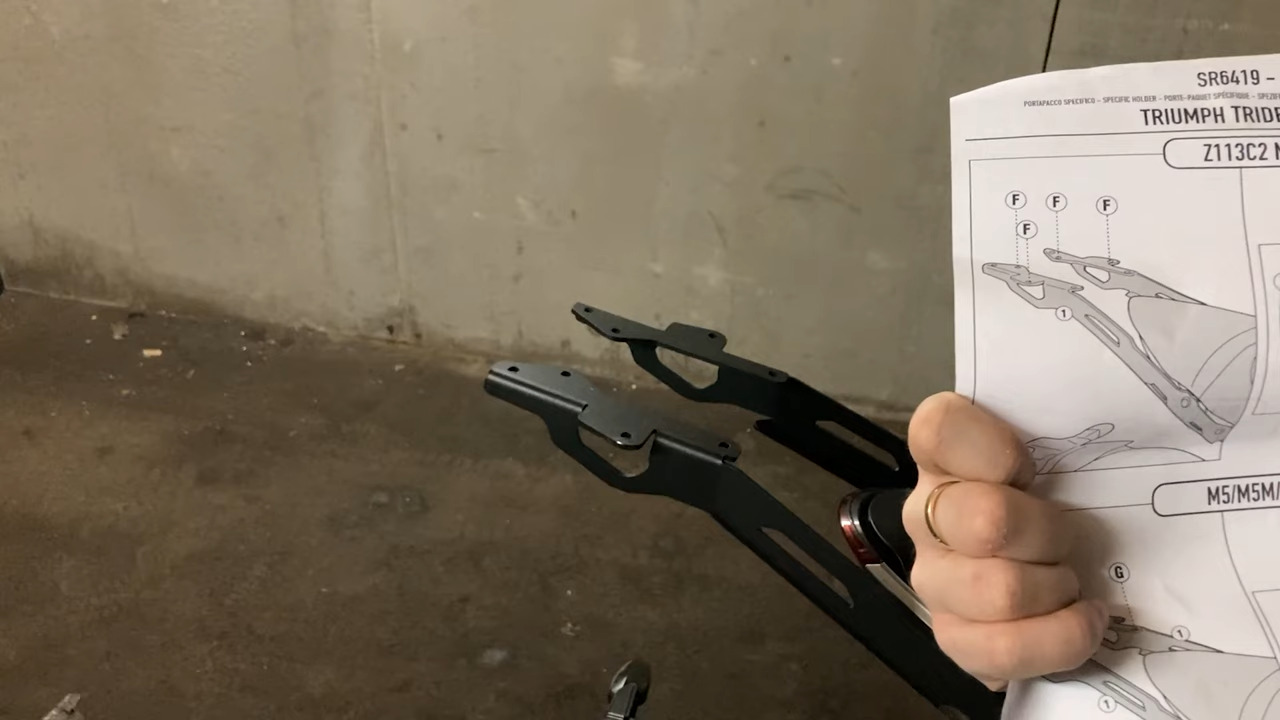 SR6419 -
PORTAPACCO SPECIFICO - SPECIFIC HOLDER - PORTE-PAQUET SPÉCIFIQUE - SPEZIF
TRIUMPH TRIDE
Z113C2
F F F
F
1
M5/M5M/
G
1
1